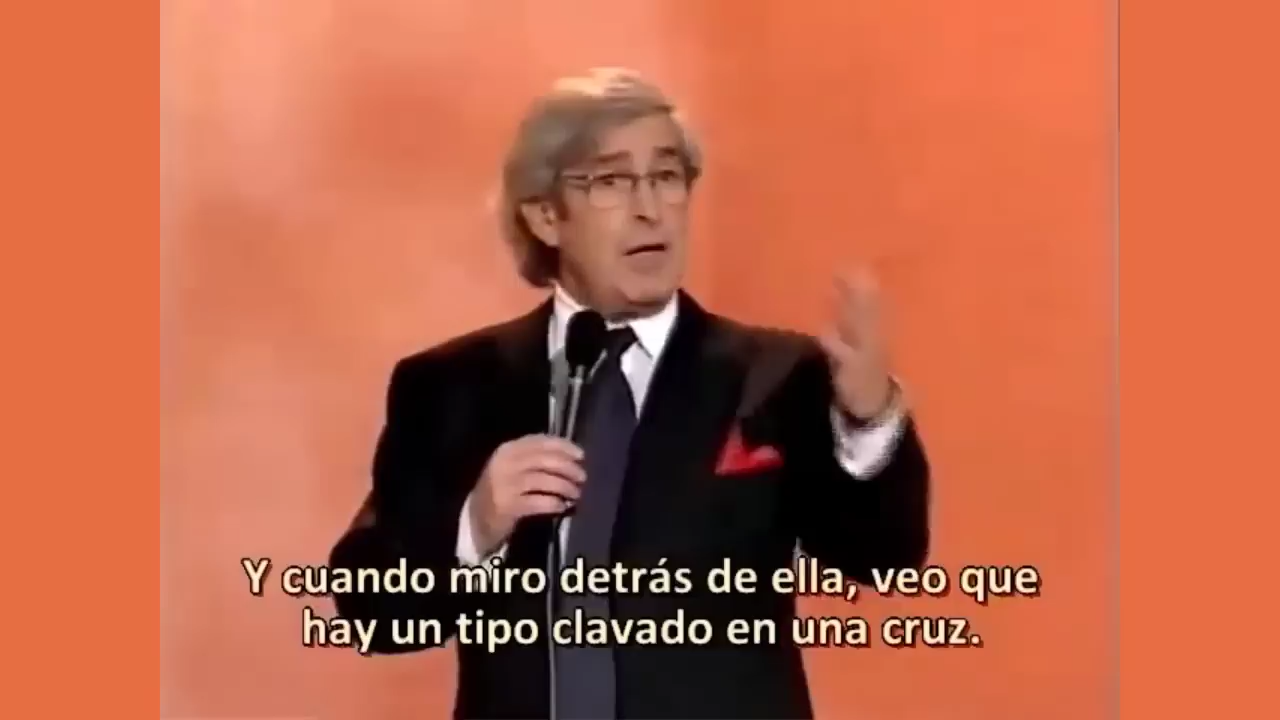 Y cuando miro detrás de ella, veo que
hay un tipo clavado en una cruz.